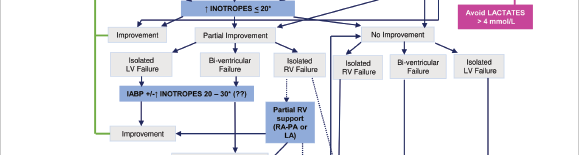 ↑ INOTROPES < 20*
Avoid LACTATES
> 4 mmol/L
Improvement
Partial Improvement
No Improvement
Isolated
LV Failure
Bi-ventricular
Failure
Isolated
RV Failure
Isolated
RV Failure
Bi-ventricular
Failure
Isolated
LV Failure
IABP +/-↑ INOTROPES 20 – 30* (??)
Partial RV
support
(RA-PA or
LA)
Improvement